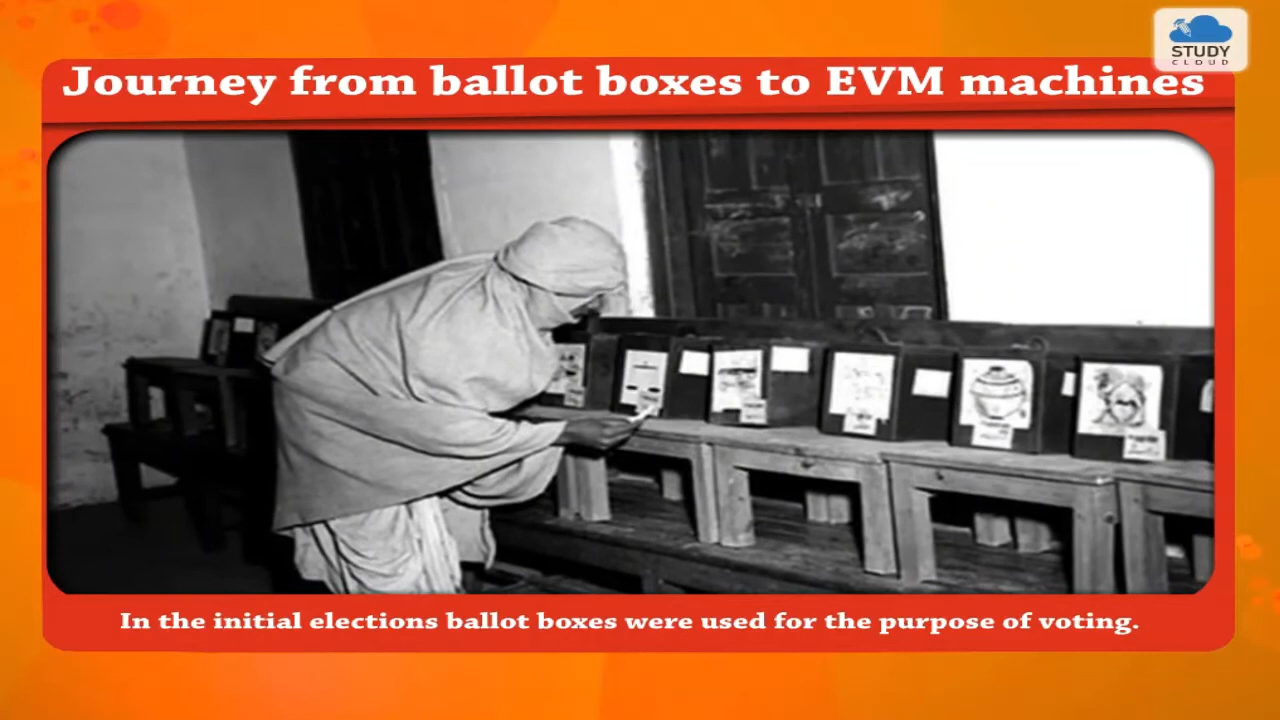 STUDY
CLOUD
Journey from ballot boxes to EVM machines
In the initial elections ballot boxes were used for the purpose of voting.